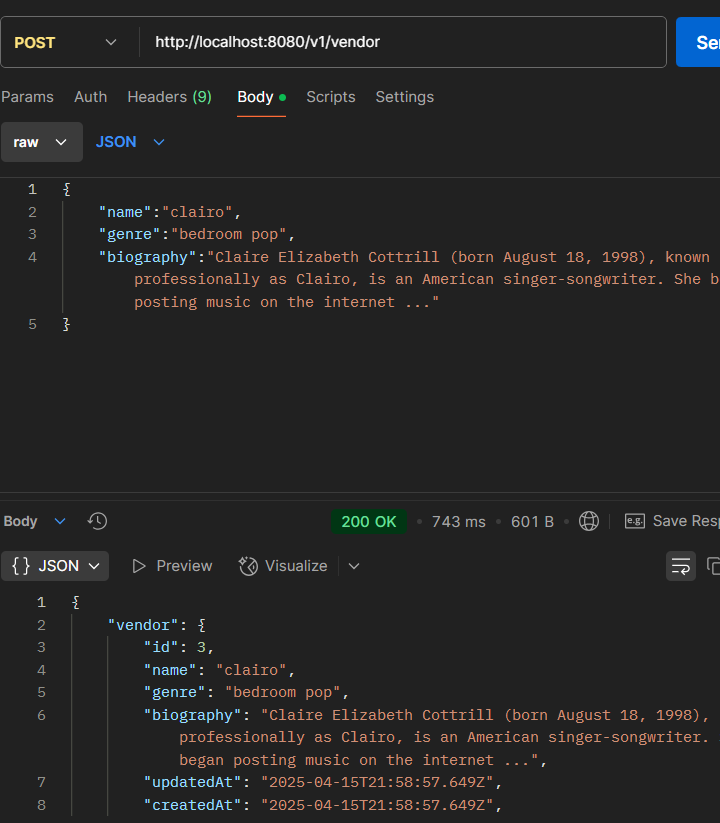 POST http://localhost:8080/v1/vendor
Params Auth Headers (9) Body Scripts Settings
raw JSON
1 {
2 "name":"clairo",
3 "genre":"bedroom pop",
4 "biography":"Claire Elizabeth Cottrill (born August 18, 1998), known
professionally as Clairo, is an American singer-songwriter. She
posting music on the internet ..."
5 }
Body 200 OK • 743 ms • 601 B • e.g. Save
{} JSON Preview Visualize
1 {
2 "vendor": {
3 "id": 3,
4 "name": "clairo",
5 "genre": "bedroom pop",
6 "biography": "Claire Elizabeth Cottrill (born August 18, 1998),
professionally as Clairo, is an American singer-songwriter.
began posting music on the internet ...",
7 "updatedAt": "2025-04-15T21:58:57.649Z",
8 "createdAt": "2025-04-15T21:58:57.649Z",